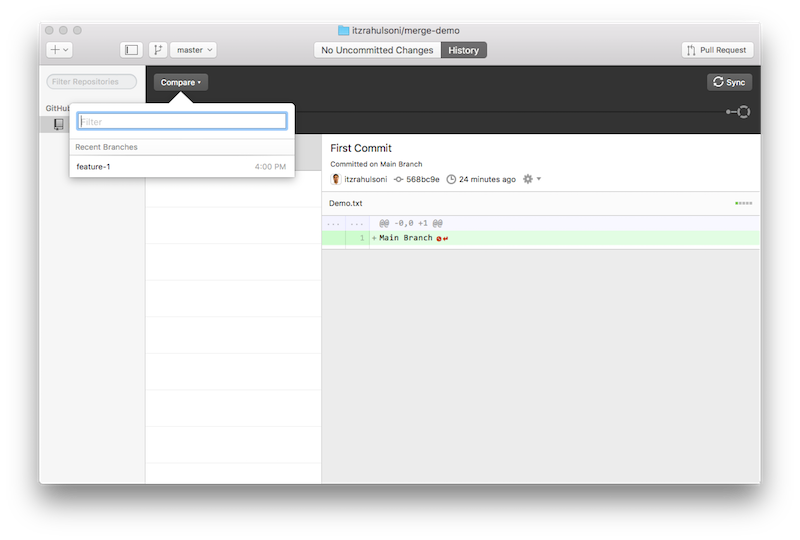 itzrahulsoni/merge-demo
master
No Uncommitted Changes
History
Pull Request
Filter Repositories
Compare
Sync
GitHub
Filter
Recent Branches
feature-1 4:00 PM
First Commit
Committed on Main Branch
itzrahulsoni 568bc9e 24 minutes ago
Demo.txt
... ... @@ -0,0 +1 @@
1 + Main Branch